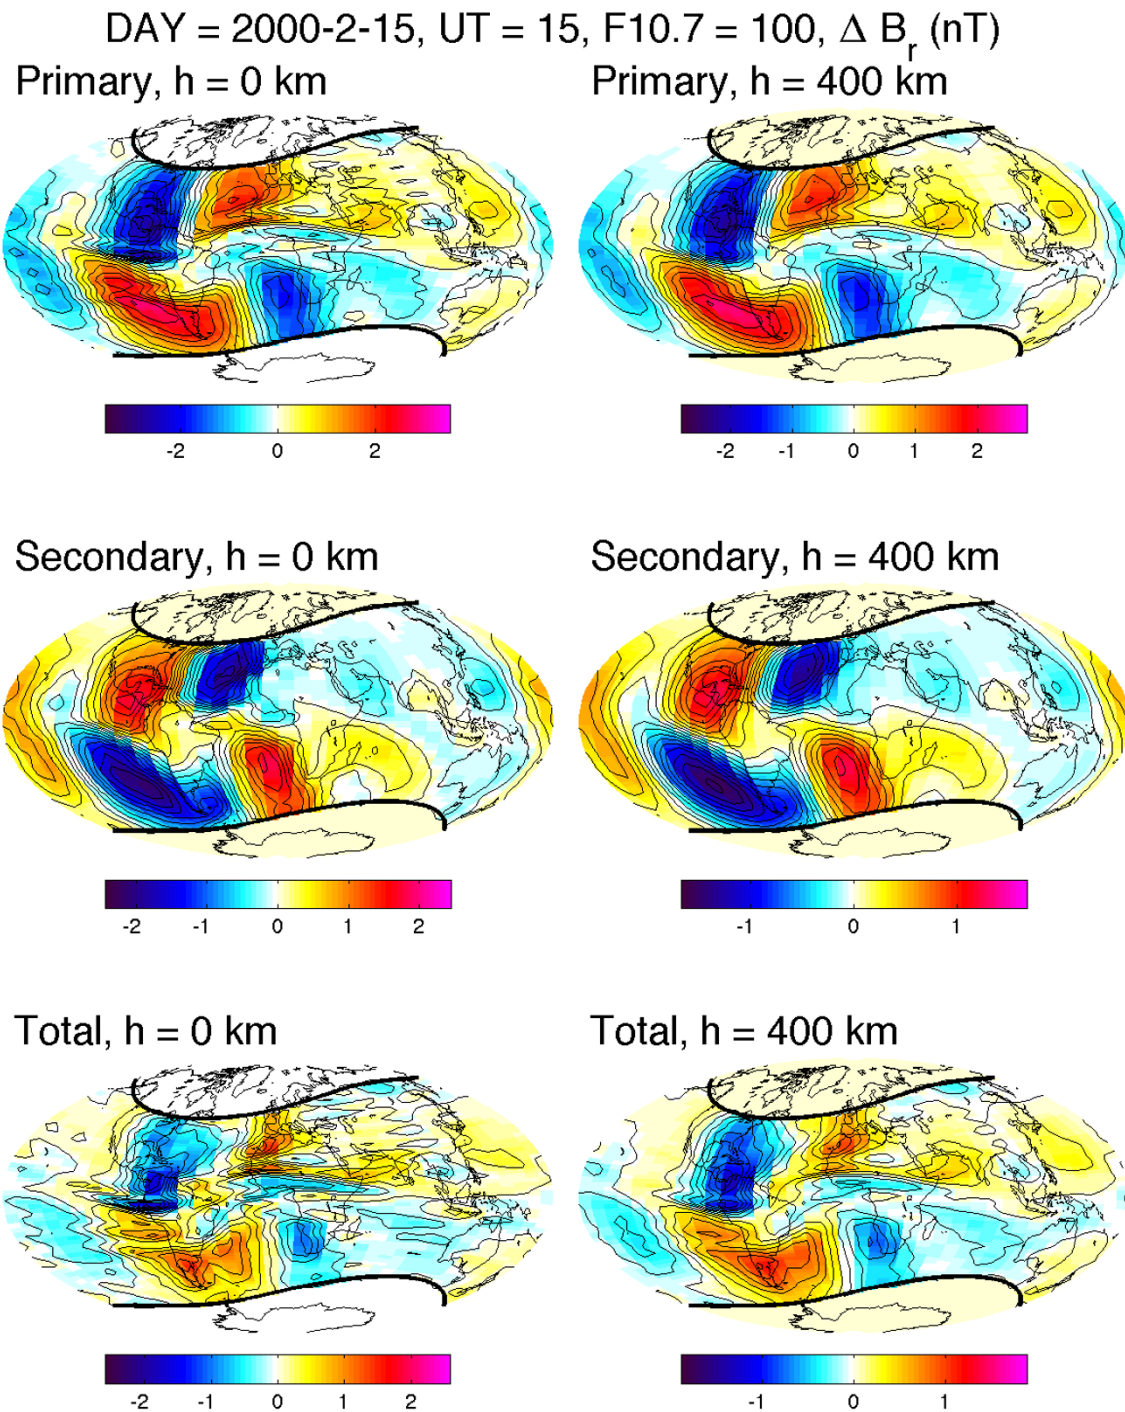 DAY = 2000-2-15, UT = 15, F10.7 = 100, Δ B_r (nT)
Primary, h = 0 km
Primary, h = 400 km
-2 0 2
-2 -1 0 1 2
Secondary, h = 0 km
Secondary, h = 400 km
-2 -1 0 1 2
-1 0 1
Total, h = 0 km
Total, h = 400 km
-2 -1 0 1 2
-1 0 1